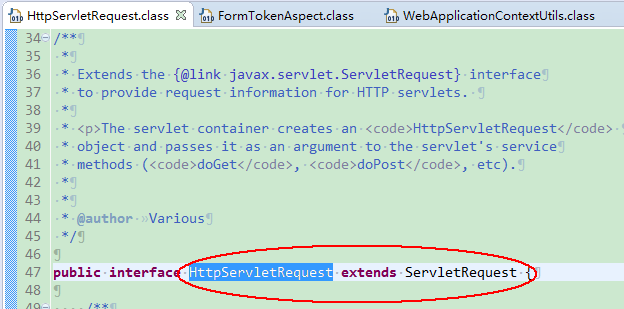 HttpServletRequest.class FormTokenAspect.class WebApplicationContextUtils.class
34 /**
35 *
36 * Extends the {@link javax.servlet.ServletRequest} interface¶
37 * to provide request information for HTTP servlets. ¶
38 *
39 * <p>The servlet container creates an <code>HttpServletRequest</code> ¶
40 * object and passes it as an argument to the servlet's service¶
41 * methods (<code>doGet</code>, <code>doPost</code>, etc).¶
42 *¶
43 *¶
44 * @author »Various¶
45 */¶
46 ¶
47 public interface HttpServletRequest extends ServletRequest {¶
48 ¶
49 /**¶